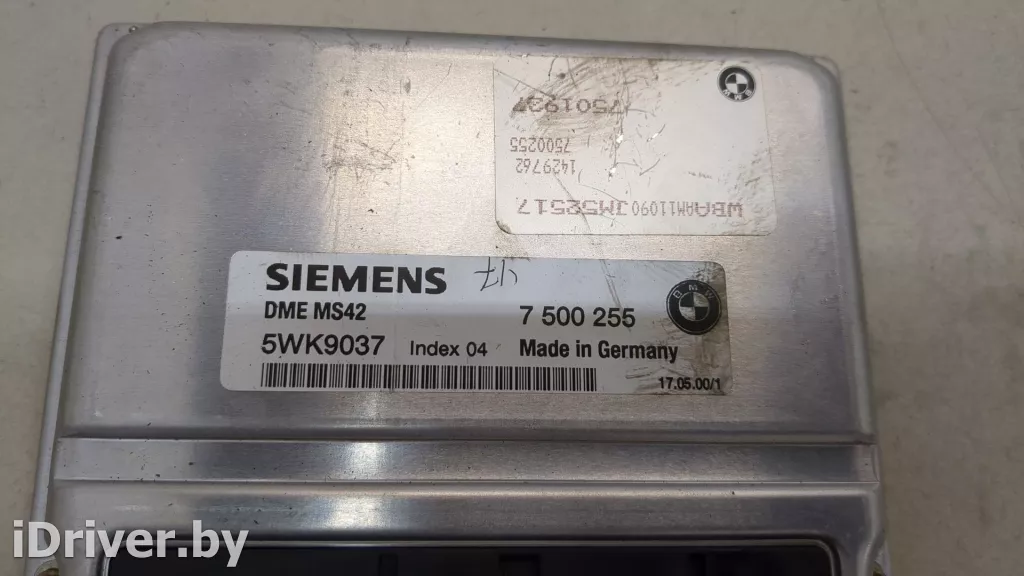 7501937
7500255
1429762
WBAAM11090JM52517
SIEMENS
DME MS42
7 500 255
5WK9037
Index 04
Made in Germany
17.05.00/1
BMW
iDriver.by